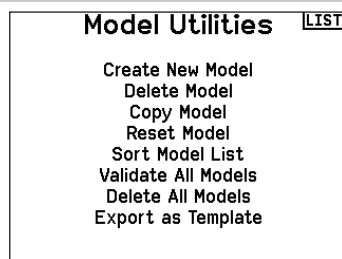 Model Utilities
LIST
Create New Model
Delete Model
Copy Model
Reset Model
Sort Model List
Validate All Models
Delete All Models
Export as Template